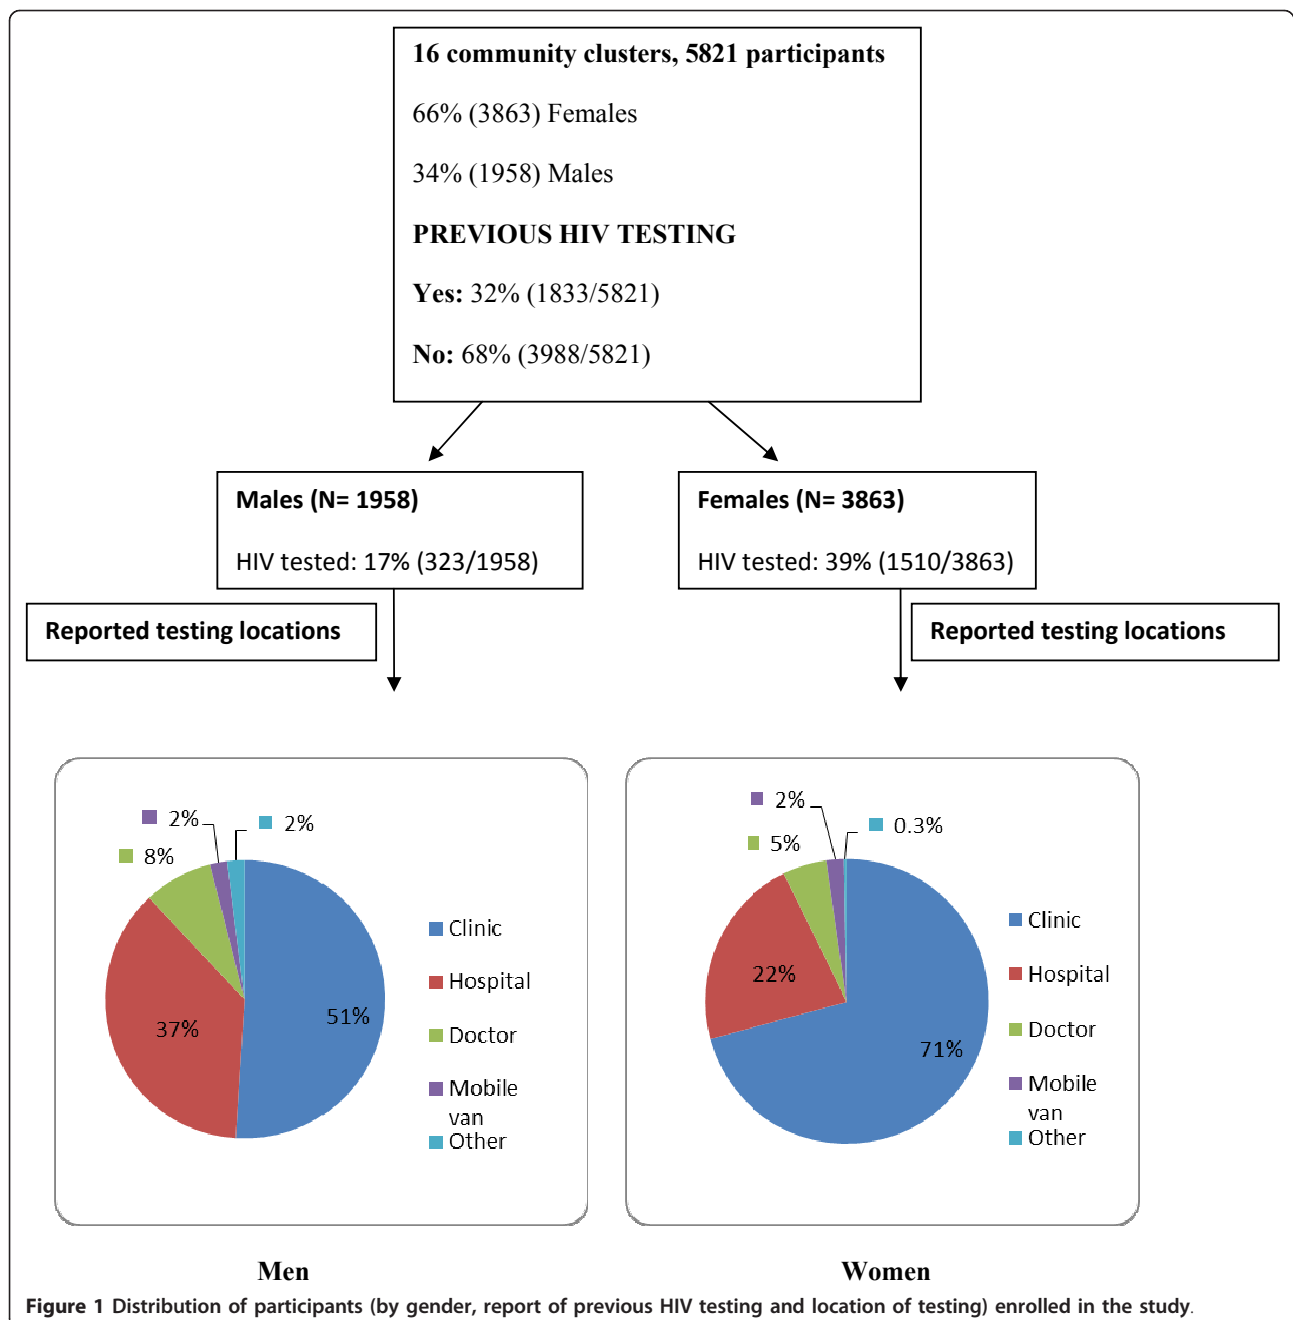 16 community clusters, 5821 participants
66% (3863) Females
34% (1958) Males
PREVIOUS HIV TESTING
Yes: 32% (1833/5821)
No: 68% (3988/5821)
Males (N= 1958)
HIV tested: 17% (323/1958)
Females (N= 3863)
HIV tested: 39% (1510/3863)
Reported testing locations
Reported testing locations
2%
2%
8%
37%
51%
Clinic
Hospital
Doctor
Mobile
van
Other
2%
0.3%
5%
22%
71%
Clinic
Hospital
Doctor
Mobile
van
Other
Men
Women
Figure 1 Distribution of participants (by gender, report of previous HIV testing and location of testing) enrolled in the study.